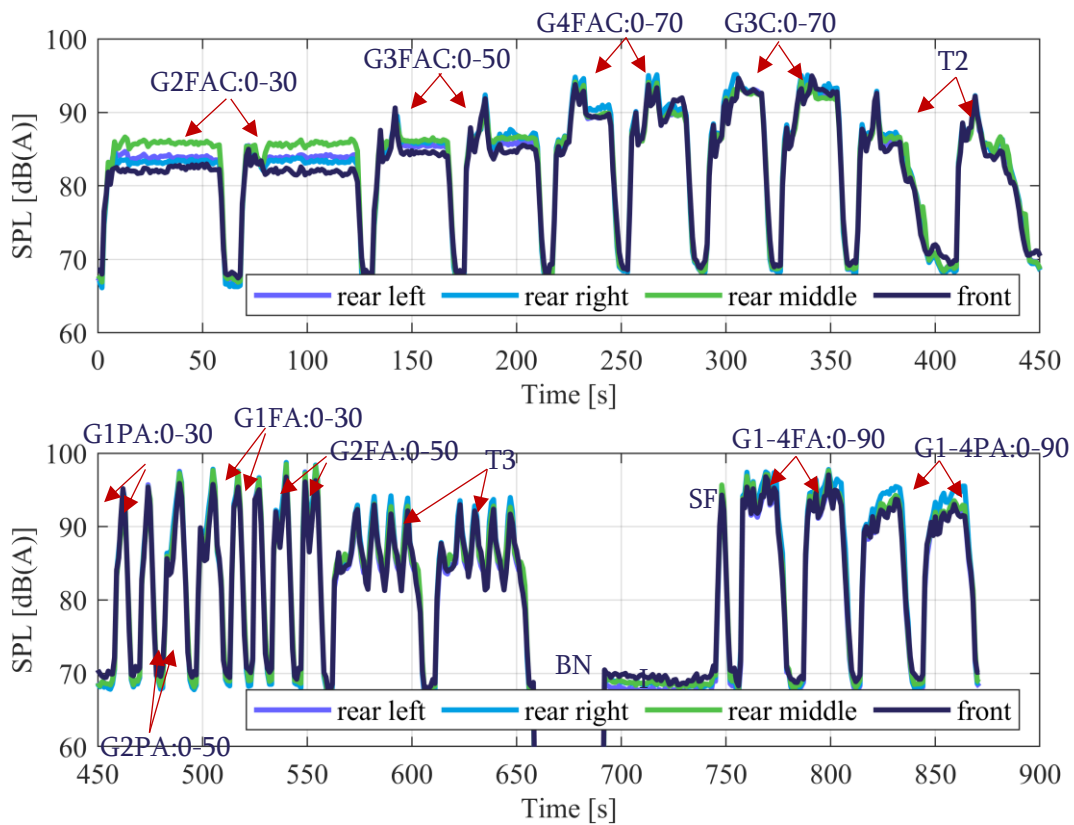 G4FAC:0-70 G3C:0-70
G3FAC:0-50 T2
G2FAC:0-30
100
90
80
70
60
SPL [dB(A)]
rear left rear right rear middle front
0 50 100 150 200 250 300 350 400 450
Time [s]
G1FA:0-30
G1PA:0-30 G2FA:0-50 T3 G1-4FA:0-90 G1-4PA:0-90
100
90
80
70
60
SPL [dB(A)]
SF
BN I
rear left rear right rear middle front
G2PA:0-50
450 500 550 600 650 700 750 800 850 900
Time [s]